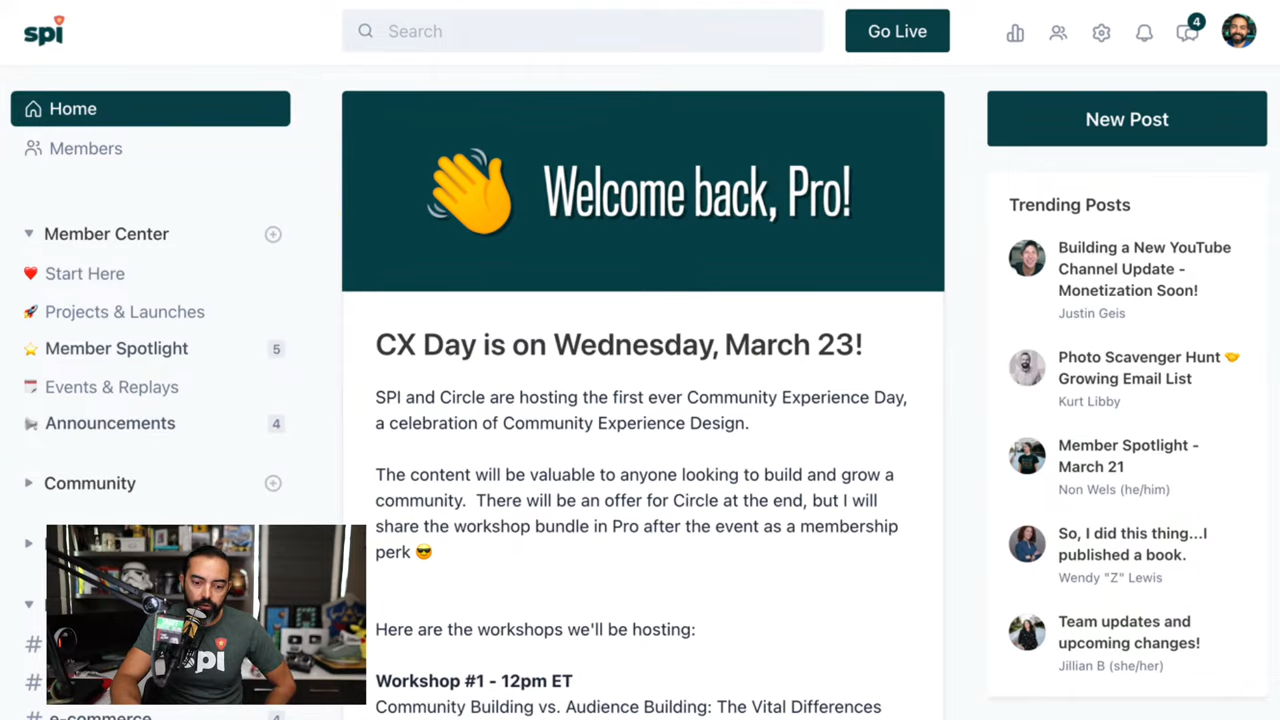 spi
Search
Go Live
4
Home
Members
Member Center
Start Here
Projects & Launches
Member Spotlight
5
Events & Replays
Announcements
4
Community
#
#
# e-commerce
4
spi
Welcome back, Pro!
CX Day is on Wednesday, March 23!
SPI and Circle are hosting the first ever Community Experience Day,
a celebration of Community Experience Design.
The content will be valuable to anyone looking to build and grow a
community. There will be an offer for Circle at the end, but I will
share the workshop bundle in Pro after the event as a membership
perk 😎
Here are the workshops we'll be hosting:
Workshop #1 - 12pm ET
Community Building vs. Audience Building: The Vital Differences
New Post
Trending Posts
Building a New YouTube
Channel Update -
Monetization Soon!
Justin Geis
Photo Scavenger Hunt 🤝
Growing Email List
Kurt Libby
Member Spotlight -
March 21
Non Wels (he/him)
So, I did this thing...I
published a book.
Wendy "Z" Lewis
Team updates and
upcoming changes!
Jillian B (she/her)